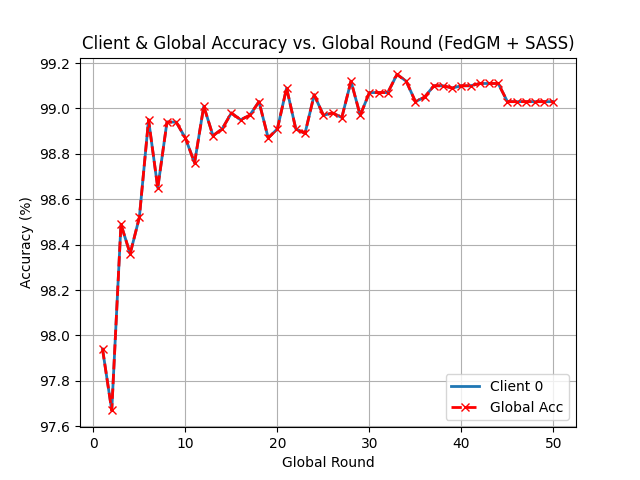 Client & Global Accuracy vs. Global Round (FedGM + SASS)
99.2
99.0
98.8
98.6
98.4
98.2
98.0
97.8
97.6
Accuracy (%)
0 10 20 30 40 50
Global Round
Client 0
Global Acc